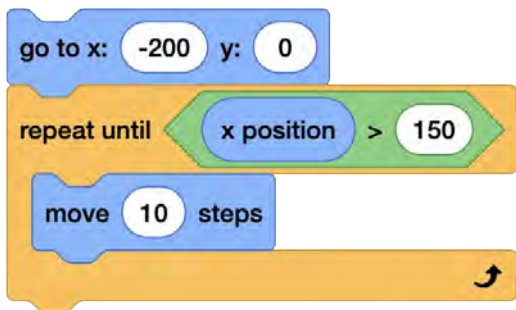 go to x: -200 y: 0
repeat until x position > 150
move 10 steps